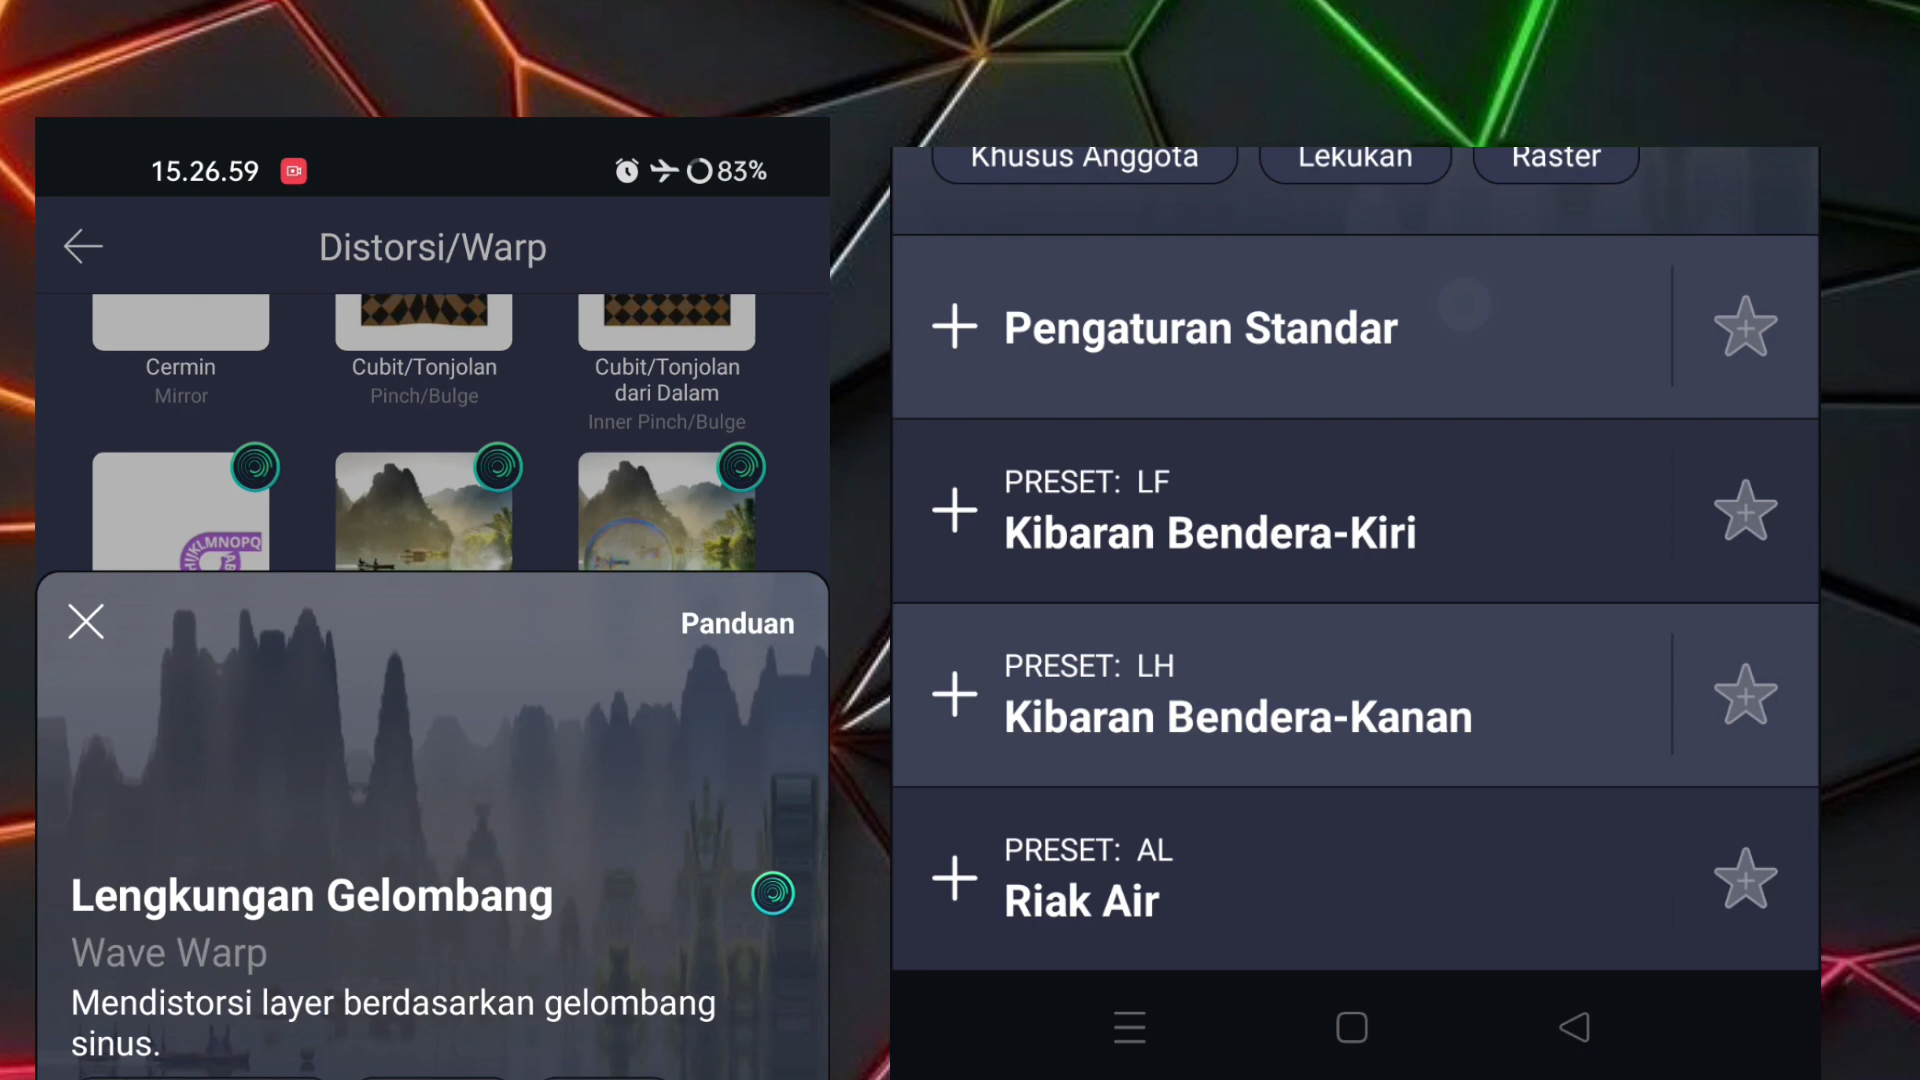 15.26.59
83%
Distorsi/Warp
Cermin
Mirror
Cubit/Tonjolan
Pinch/Bulge
Cubit/Tonjolan
dari Dalam
Inner Pinch/Bulge
Panduan
Lengkungan Gelombang
Wave Warp
Mendistorsi layer berdasarkan gelombang
sinus.
Khusus Anggota
Lekukan
Raster
Pengaturan Standar
PRESET: LF
Kibaran Bendera-Kiri
PRESET: LH
Kibaran Bendera-Kanan
PRESET: AL
Riak Air